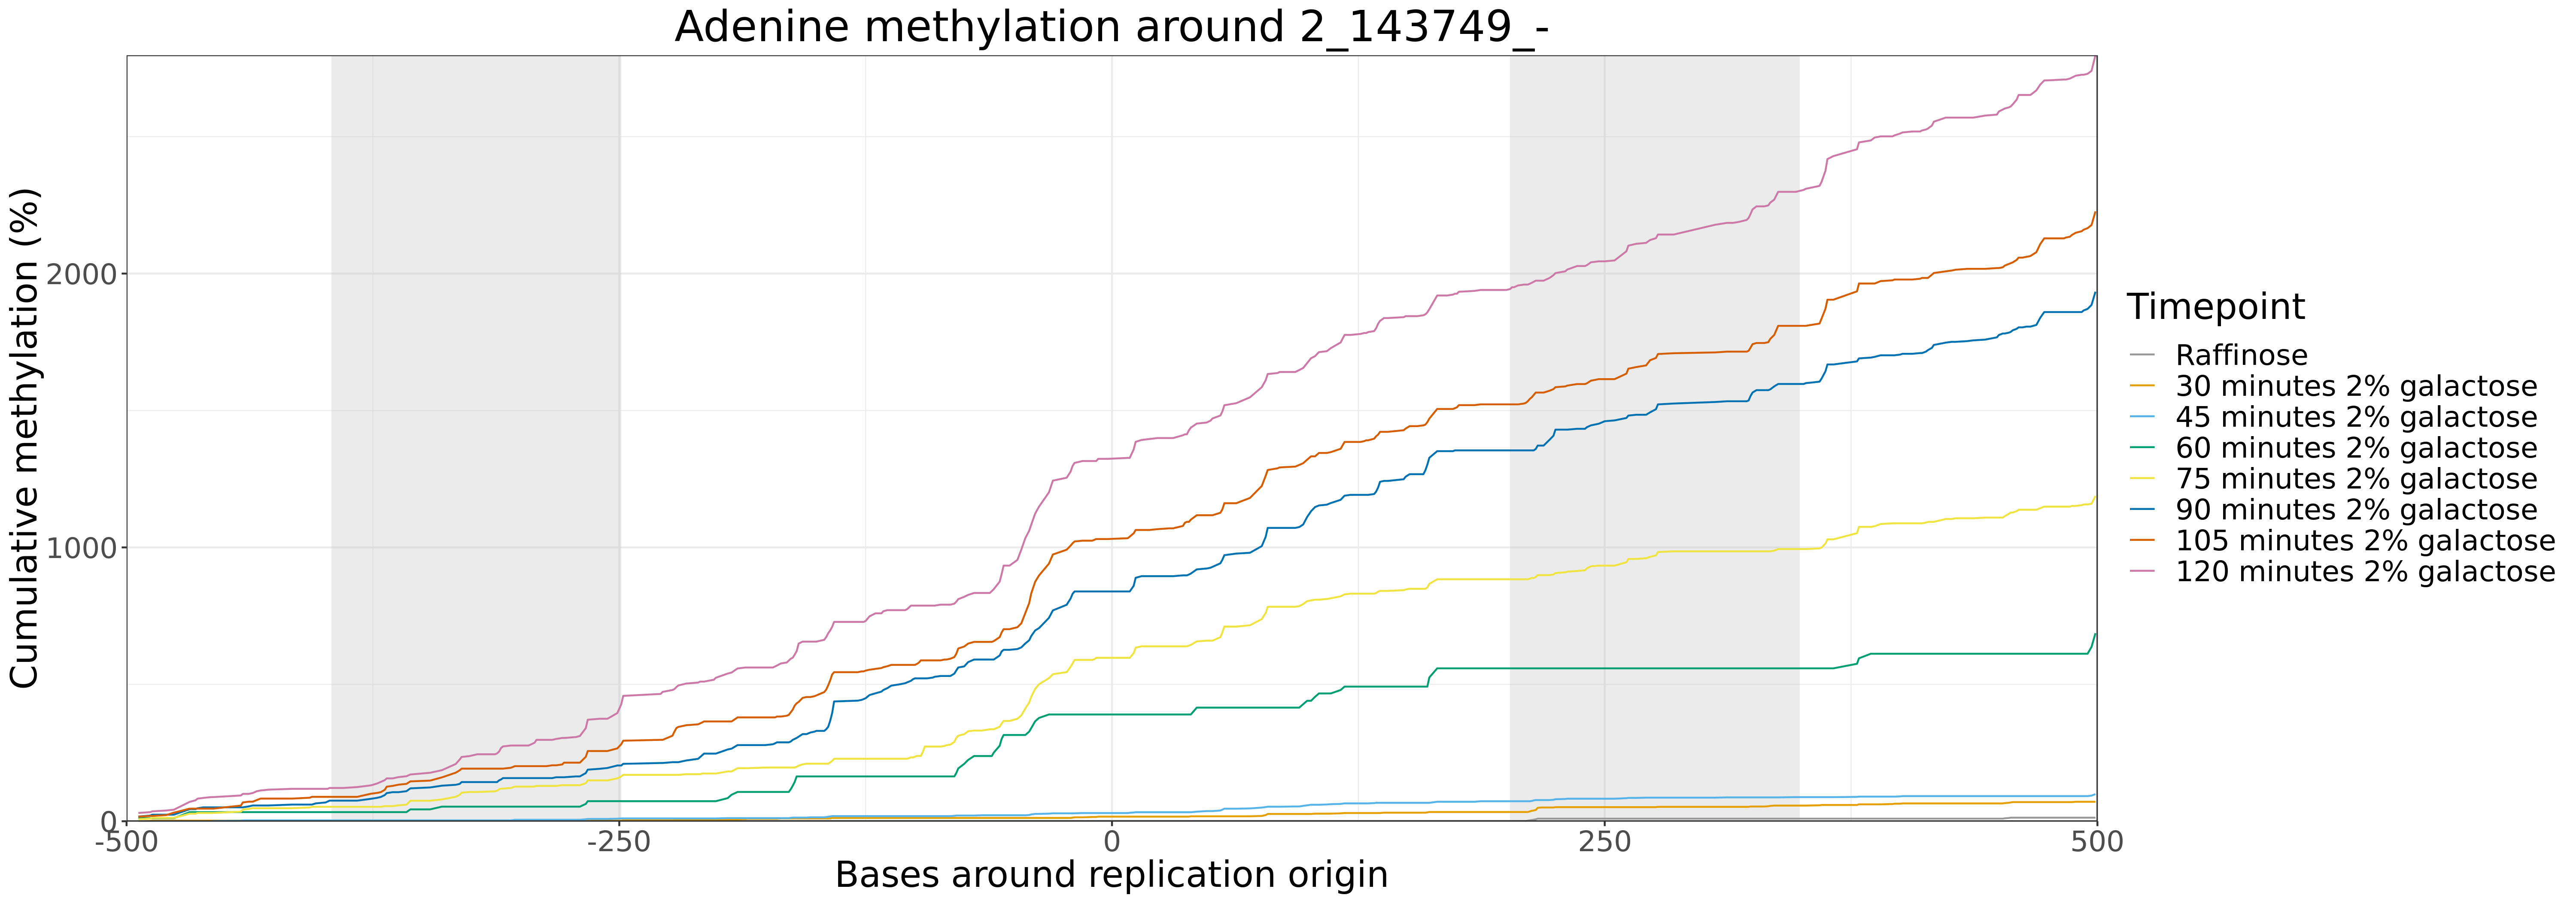 Adenine methylation around 2_143749_-
Cumulative methylation (%)
2000
1000
0
-500
-250
0
250
500
Bases around replication origin
Timepoint
Raffinose
30 minutes 2% galactose
45 minutes 2% galactose
60 minutes 2% galactose
75 minutes 2% galactose
90 minutes 2% galactose
105 minutes 2% galactose
120 minutes 2% galactose